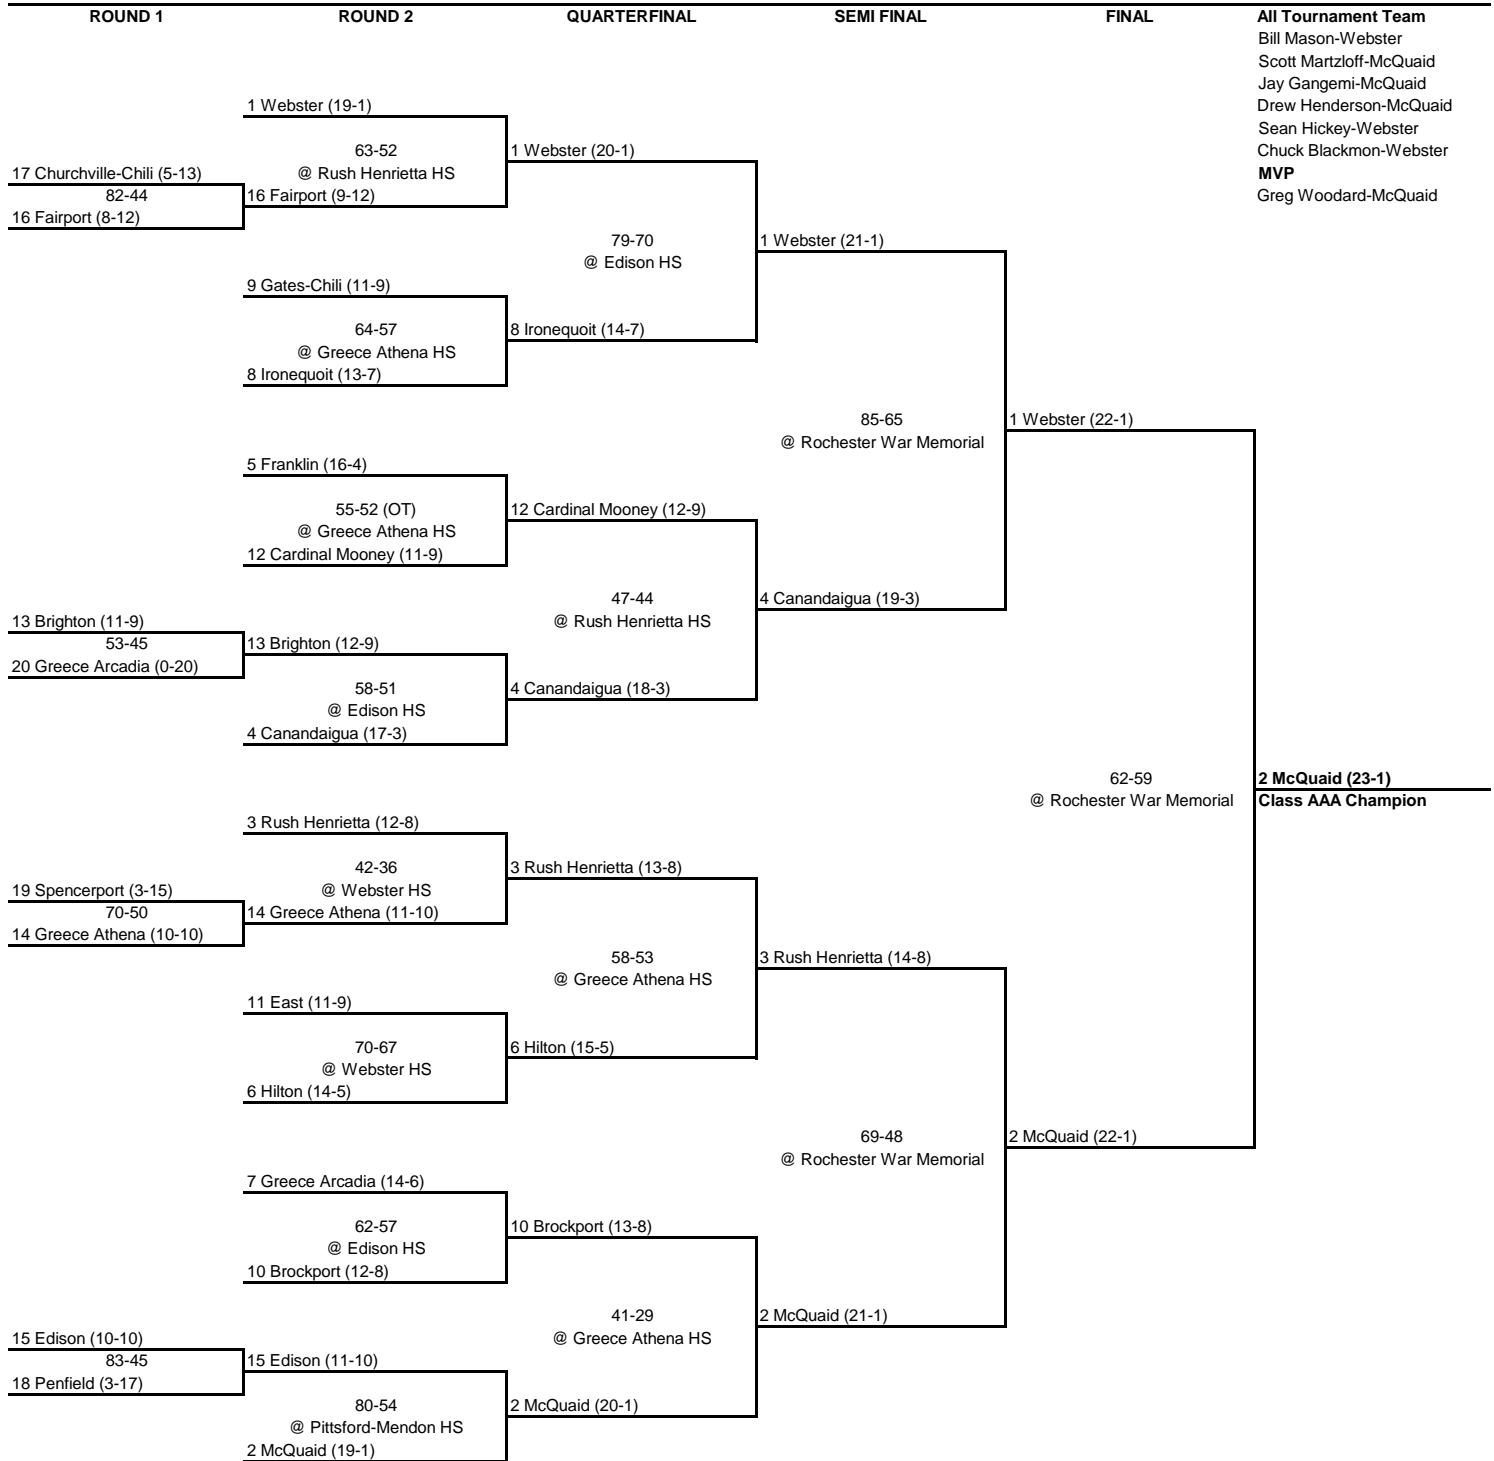 ROUND 1 ROUND 2 QUARTERFINAL SEMI FINAL FINAL All Tournament Team
Bill Mason-Webster
Scott Martzloff-McQuaid
Jay Gangemi-McQuaid
Drew Henderson-McQuaid
Sean Hickey-Webster
Chuck Blackmon-Webster
MVP
Greg Woodard-McQuaid
1 Webster (19-1)
63-52
@ Rush Henrietta HS
1 Webster (20-1)
17 Churchville-Chili (5-13)
82-44
16 Fairport (8-12)
16 Fairport (9-12)
79-70
@ Edison HS
1 Webster (21-1)
9 Gates-Chili (11-9)
64-57
@ Greece Athena HS
8 Ironequoit (14-7)
8 Ironequoit (13-7)
85-65
@ Rochester War Memorial
1 Webster (22-1)
5 Franklin (16-4)
55-52 (OT)
@ Greece Athena HS
12 Cardinal Mooney (12-9)
12 Cardinal Mooney (11-9)
47-44
@ Rush Henrietta HS
4 Canandaigua (19-3)
13 Brighton (11-9)
53-45
20 Greece Arcadia (0-20)
13 Brighton (12-9)
58-51
@ Edison HS
4 Canandaigua (18-3)
4 Canandaigua (17-3)
62-59
@ Rochester War Memorial
2 McQuaid (23-1)
Class AAA Champion
3 Rush Henrietta (12-8)
42-36
@ Webster HS
3 Rush Henrietta (13-8)
19 Spencerport (3-15)
70-50
14 Greece Athena (10-10)
14 Greece Athena (11-10)
58-53
@ Greece Athena HS
3 Rush Henrietta (14-8)
11 East (11-9)
70-67
@ Webster HS
6 Hilton (15-5)
6 Hilton (14-5)
69-48
@ Rochester War Memorial
2 McQuaid (22-1)
7 Greece Arcadia (14-6)
62-57
@ Edison HS
10 Brockport (13-8)
10 Brockport (12-8)
41-29
@ Greece Athena HS
2 McQuaid (21-1)
15 Edison (10-10)
83-45
18 Penfield (3-17)
15 Edison (11-10)
80-54
@ Pittsford-Mendon HS
2 McQuaid (20-1)
2 McQuaid (19-1)